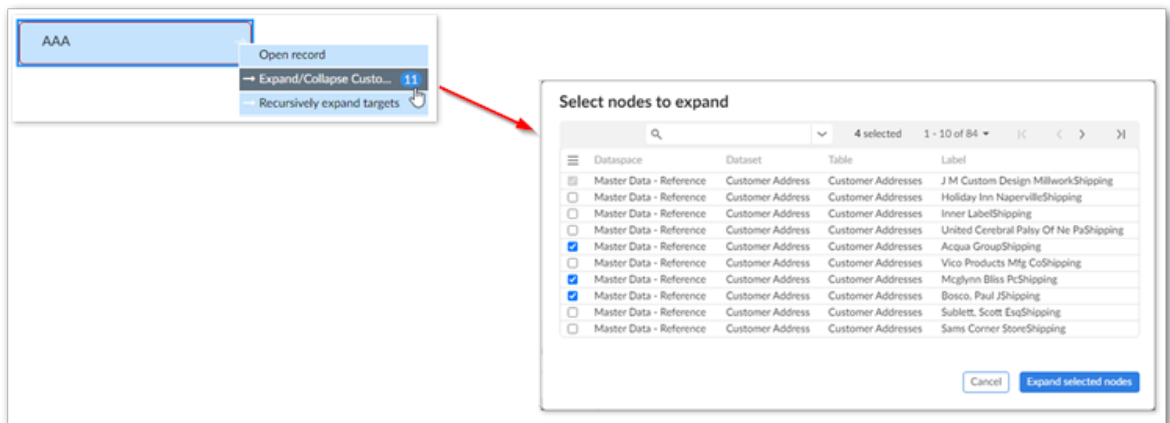 AAA
Open record
Expand/Collapse Custo... 11
Recursively expand targets
Select nodes to expand
4 selected 1 - 10 of 84
Dataspace Dataset Table Label
Master Data - Reference Customer Address Customer Addresses J M Custom Design MillworkShipping
Master Data - Reference Customer Address Customer Addresses Holiday Inn NapervilleShipping
Master Data - Reference Customer Address Customer Addresses Inner LabelShipping
Master Data - Reference Customer Address Customer Addresses United Cerebral Palsy Of Ne PaShipping
Master Data - Reference Customer Address Customer Addresses Acqua GroupShipping
Master Data - Reference Customer Address Customer Addresses Vico Products Mfg CoShipping
Master Data - Reference Customer Address Customer Addresses Mcglynn Bliss PcShipping
Master Data - Reference Customer Address Customer Addresses Bosco, Paul JShipping
Master Data - Reference Customer Address Customer Addresses Sublett, Scott EsqShipping
Master Data - Reference Customer Address Customer Addresses Sams Corner StoreShipping
Cancel Expand selected nodes